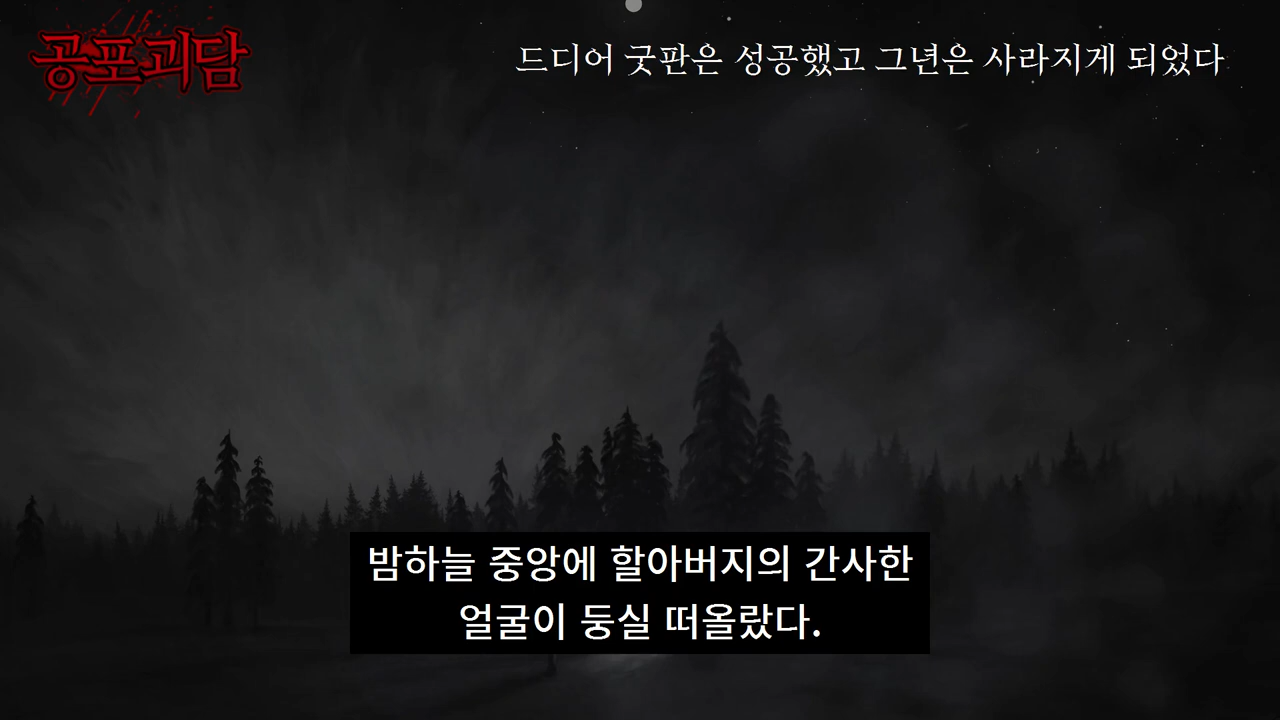 공포괴담
드디어 굿판은 성공했고 그년은 사라지게 되었다
밤하늘 중앙에 할아버지의 간사한
얼굴이 둥실 떠올랐다.